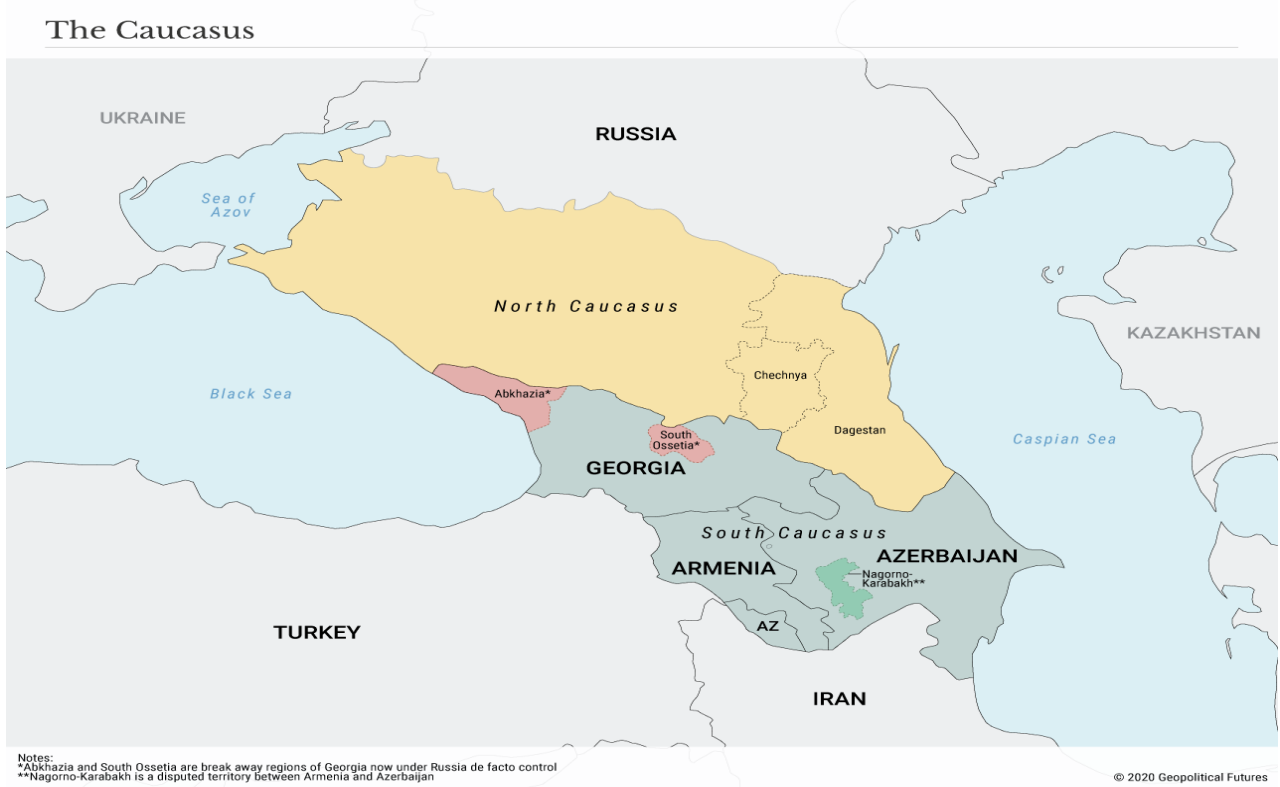 The Caucasus
UKRAINE
RUSSIA
Sea of
Azov
North Caucasus
KAZAKHSTAN
Chechnya
Black Sea
Abkhazia*
Dagestan
South
Ossetia*
Caspian Sea
GEORGIA
South Caucasus
AZERBAIJAN
ARMENIA
Nagorno-
Karabakh**
AZ
TURKEY
IRAN
Notes:
*Abkhazia and South Ossetia are break away regions of Georgia now under Russia de facto control
**Nagorno-Karabakh is a disputed territory between Armenia and Azerbaijan
© 2020 Geopolitical Futures